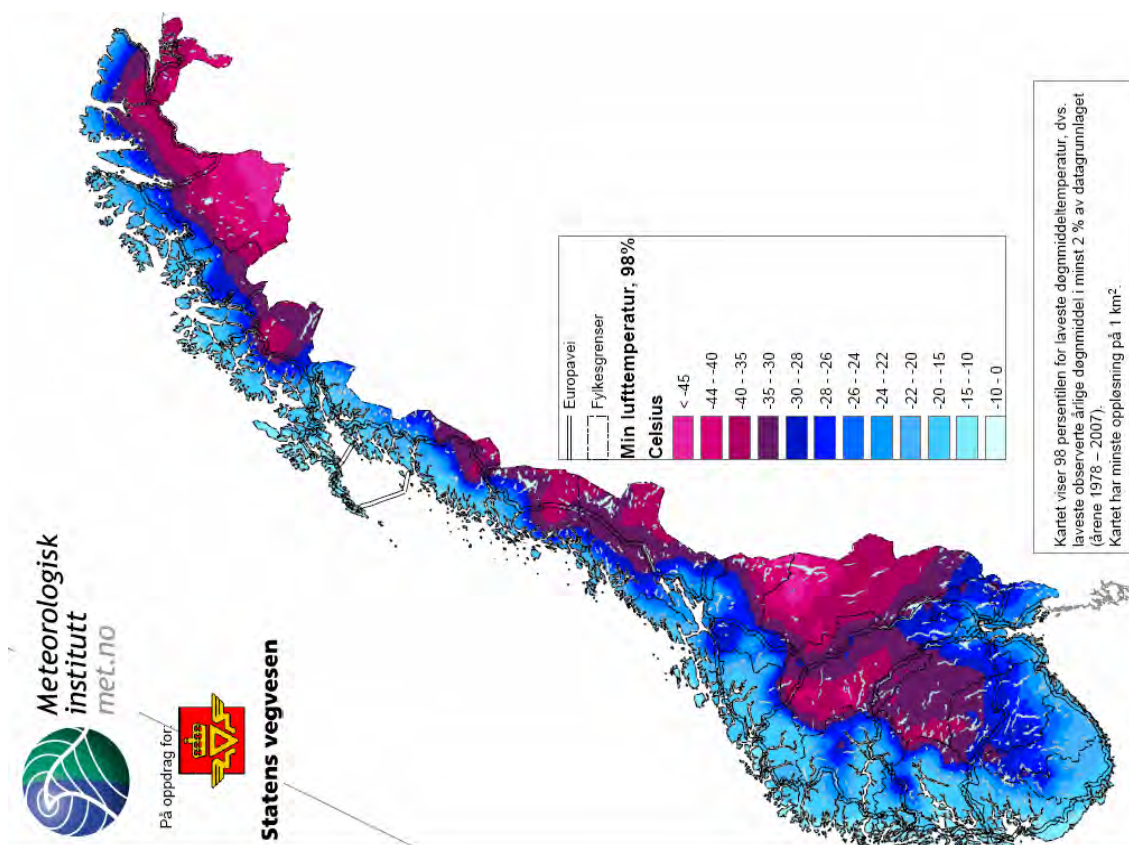 Meteorologisk
institutt
met.no
På oppdrag for:
Statens vegvesen
Europavei
Fylkesgrenser
Min lufttemperatur, 98%
Celsius
< -45
-44 - -40
-40 - -35
-35 - -30
-30 - -28
-28 - -26
-26 - -24
-24 - -22
-22 - -20
-20 - -15
-15 - -10
-10 - 0
Kartet viser 98 persentilen for laveste døgnmiddeltemperatur, dvs.
laveste observerte årlige døgnmiddel i minst 2 % av datagrunnlaget
(årene 1978 – 2007).
Kartet har minste oppløsning på 1 km².